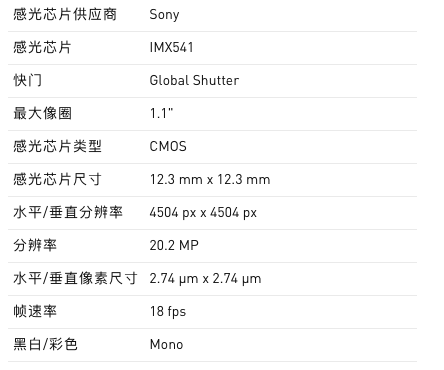 感光芯片供应商 Sony
感光芯片 IMX541
快门 Global Shutter
最大像圈 1.1"
感光芯片类型 CMOS
感光芯片尺寸 12.3 mm x 12.3 mm
水平/垂直分辨率 4504 px x 4504 px
分辨率 20.2 MP
水平/垂直像素尺寸 2.74 µm x 2.74 µm
帧速率 18 fps
黑白/彩色 Mono